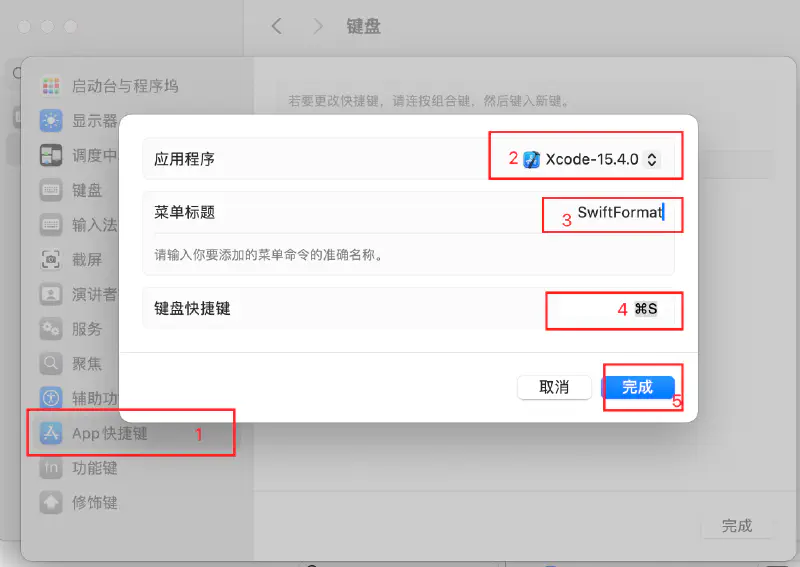 键盘
启动台与程序坞
若要更改快捷键，请连按组合键，然后键入新键。
显示器
调度中
键盘
输入法
截屏
演讲者
服务
聚焦
辅助功
App 快捷键 1
功能键
修饰键
应用程序 2 Xcode-15.4.0
菜单标题 3 SwiftFormat
请输入你要添加的菜单命令的准确名称。
键盘快捷键 4 ⌘S
取消 完成 5
完成